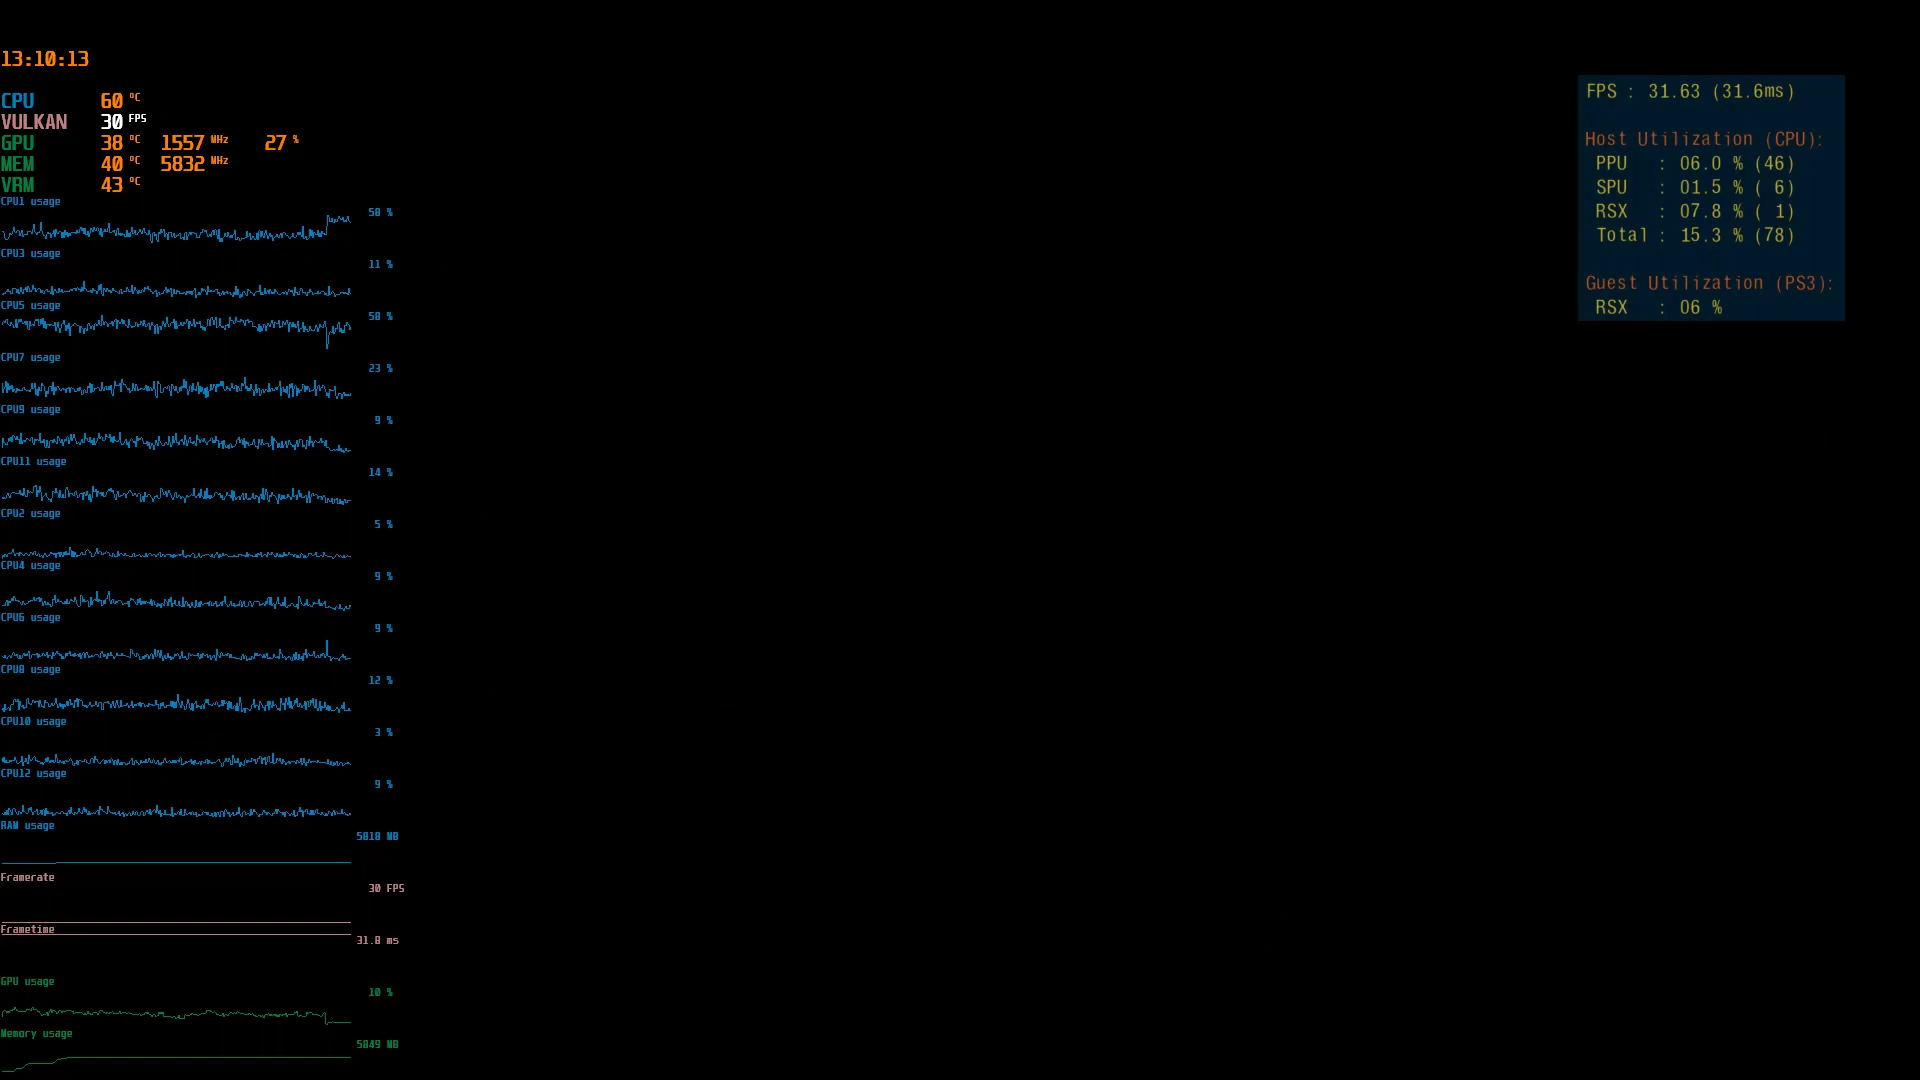 13:10:13
CPU 60 °C
VULKAN 30 FPS
GPU 38 °C 1557 MHz 27 %
MEM 40 °C 5832 MHz
VRM 43 °C
CPU1 usage
50 %
CPU3 usage
11 %
CPU5 usage
50 %
CPU7 usage
23 %
CPU9 usage
9 %
CPU11 usage
14 %
CPU2 usage
5 %
CPU4 usage
9 %
CPU6 usage
9 %
CPU8 usage
12 %
CPU10 usage
3 %
CPU12 usage
9 %
RAM usage
5010 MB
Framerate
30 FPS
Frametime
31.8 ms
GPU usage
10 %
Memory usage
5049 MB
FPS : 31.63 (31.6ms)
Host Utilization (CPU):
PPU : 06.0 % (46)
SPU : 01.5 % ( 6)
RSX : 07.8 % ( 1)
Total : 15.3 % (78)
Guest Utilization (PS3):
RSX : 06 %